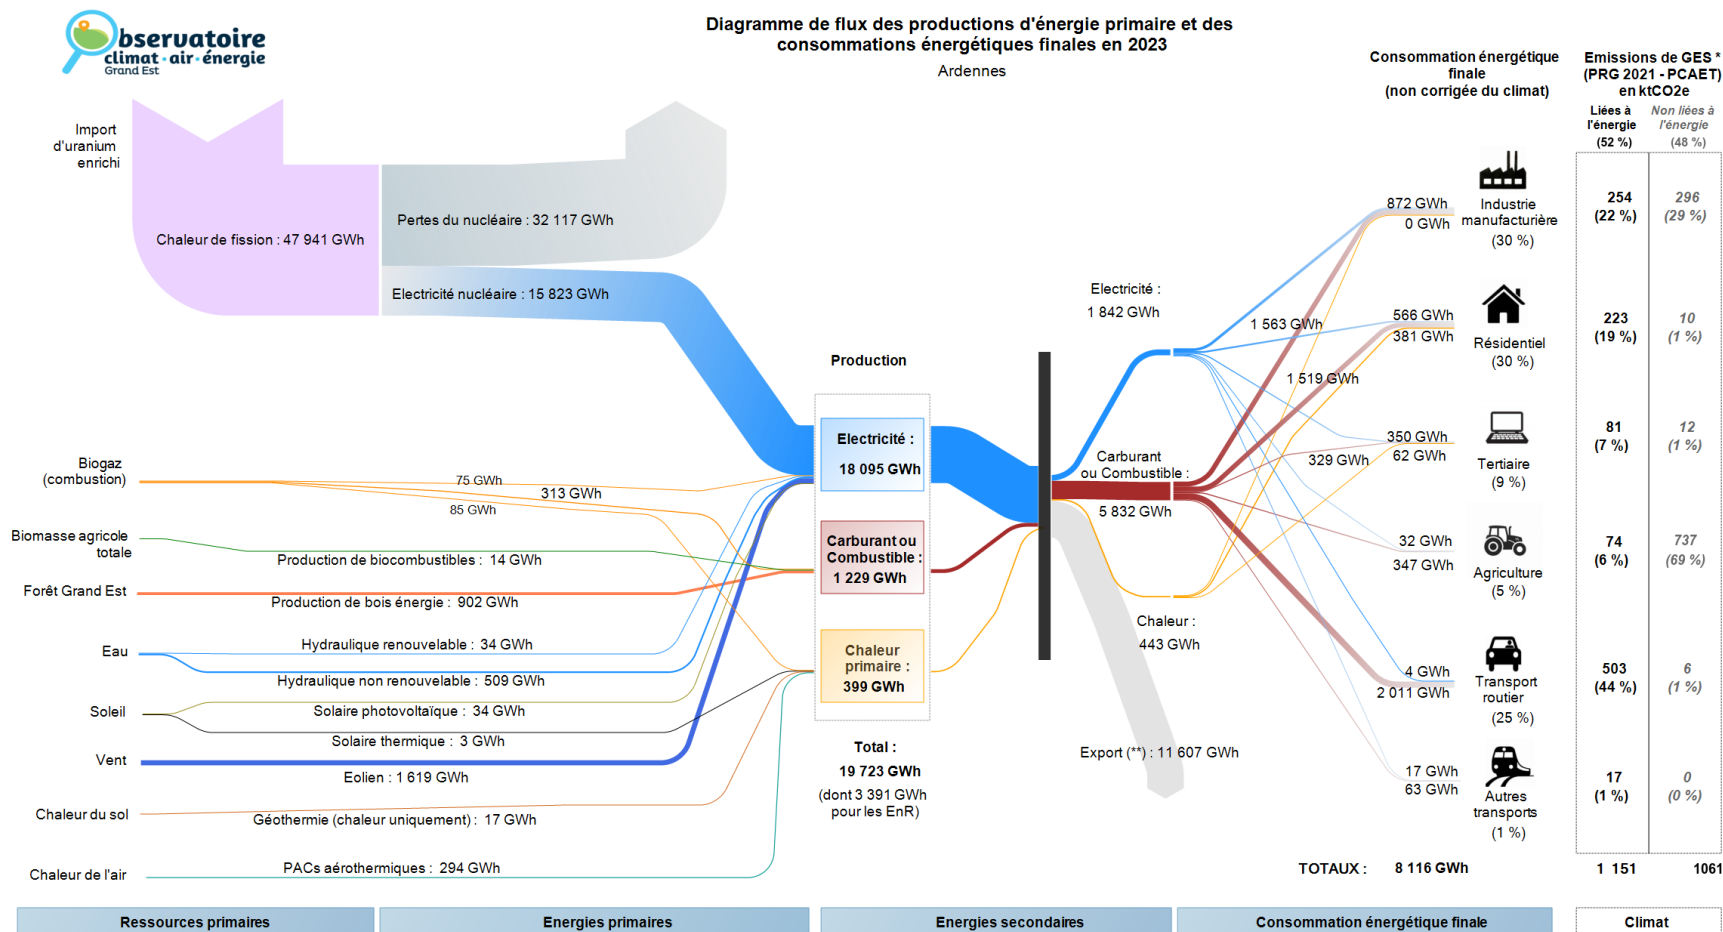 Observatoire
climat · air · énergie
Grand Est
Diagramme de flux des productions d'énergie primaire et des
consommations énergétiques finales en 2023
Ardennes
Consommation énergétique
finale
(non corrigée du climat)
Emissions de GES *
(PRG 2021 - PCAET)
en ktCO2e
Liées à
l'énergie
(52 %)
Non liées à
l'énergie
(48 %)
Import
d'uranium
enrichi
Chaleur de fission : 47 941 GWh
Pertes du nucléaire : 32 117 GWh
Electricité nucléaire : 15 823 GWh
Production
Electricité :
18 095 GWh
Carburant ou
Combustible :
1 229 GWh
Chaleur
primaire :
399 GWh
Total :
19 723 GWh
(dont 3 391 GWh
pour les EnR)
Biogaz
(combustion)
75 GWh
313 GWh
85 GWh
Biomasse agricole
totale
Production de biocombustibles : 14 GWh
Forêt Grand Est
Production de bois énergie : 902 GWh
Eau
Hydraulique renouvelable : 34 GWh
Hydraulique non renouvelable : 509 GWh
Soleil
Solaire photovoltaïque : 34 GWh
Solaire thermique : 3 GWh
Vent
Eolien : 1 619 GWh
Chaleur du sol
Géothermie (chaleur uniquement) : 17 GWh
Chaleur de l'air
PACs aérothermiques : 294 GWh
Electricité :
1 842 GWh
Carburant
ou Combustible :
5 832 GWh
Chaleur :
443 GWh
Export (**) : 11 607 GWh
1 563 GWh
1 519 GWh
329 GWh
872 GWh
0 GWh
Industrie
manufacturière
(30 %)
254
(22 %)
296
(29 %)
566 GWh
381 GWh
Résidentiel
(30 %)
223
(19 %)
10
(1 %)
350 GWh
62 GWh
Tertiaire
(9 %)
81
(7 %)
12
(1 %)
32 GWh
347 GWh
Agriculture
(5 %)
74
(6 %)
737
(69 %)
4 GWh
2 011 GWh
Transport
routier
(25 %)
503
(44 %)
6
(1 %)
17 GWh
63 GWh
Autres
transports
(1 %)
17
(1 %)
0
(0 %)
TOTAUX : 8 116 GWh
1 151
1061
Ressources primaires
Energies primaires
Energies secondaires
Consommation énergétique finale
Climat